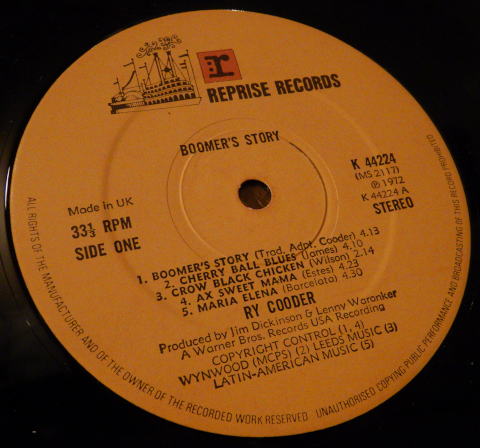 r
REPRISE RECORDS
BOOMER'S STORY
K 44224
(MS 2117)
℗ 1972
K 44224 A
STEREO
Made in UK
33⅓ RPM
SIDE ONE
1. BOOMER'S STORY (Trad. Adpt. Cooder) 4.13
2. CHERRY BALL BLUES (James) 4.10
3. CROW BLACK CHICKEN (Wilson) 2.14
4. AX SWEET MAMA (Estes) 4.23
5. MARIA ELENA (Barcelata) 4.30
RY COODER
Produced by Jim Dickinson & Lenny Waronker
A Warner Bros. Records USA Recording
COPYRIGHT CONTROL (1, 4)
WYNWOOD (MCPS) (2) LEEDS MUSIC (3)
LATIN-AMERICAN MUSIC (5)
ALL RIGHTS OF THE MANUFACTURER AND OF THE OWNER OF THE RECORDED WORK RESERVED UNAUTHORISED COPYING PUBLIC PERFORMANCE AND BROADCASTING OF THIS RECORD PROHIBITED